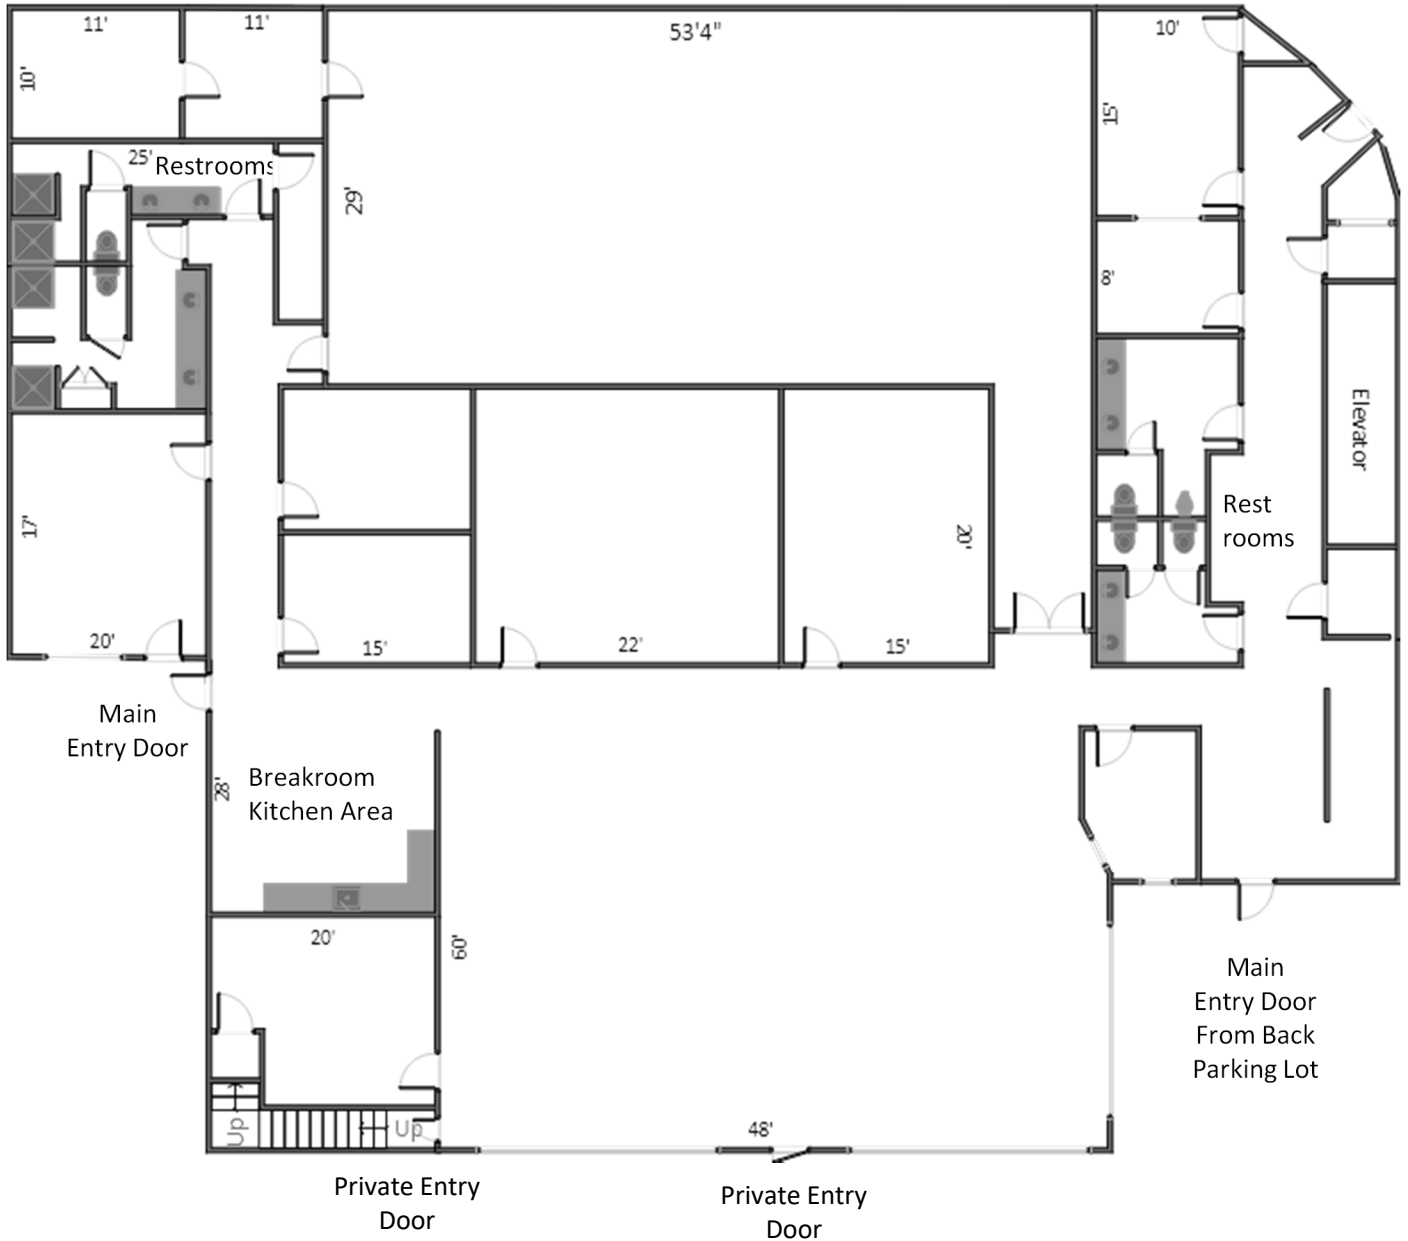 11'
11'
53'4"
10'
10'
15'
25'
Restrooms
29'
8'
Elevator
17'
20'
Rest
rooms
20'
15'
22'
15'
Main
Entry Door
28'
Breakroom
Kitchen Area
20'
60'
Main
Entry Door
From Back
Parking Lot
Up
Up
48'
Private Entry
Door
Private Entry
Door